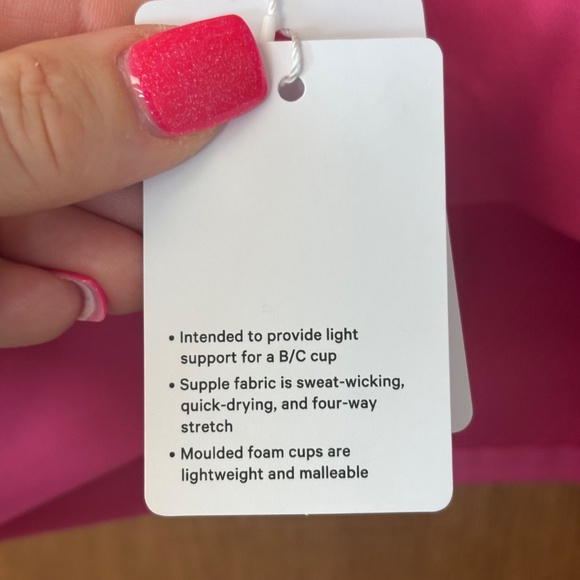 • Intended to provide light
support for a B/C cup
• Supple fabric is sweat-wicking,
quick-drying, and four-way
stretch
• Moulded foam cups are
lightweight and malleable